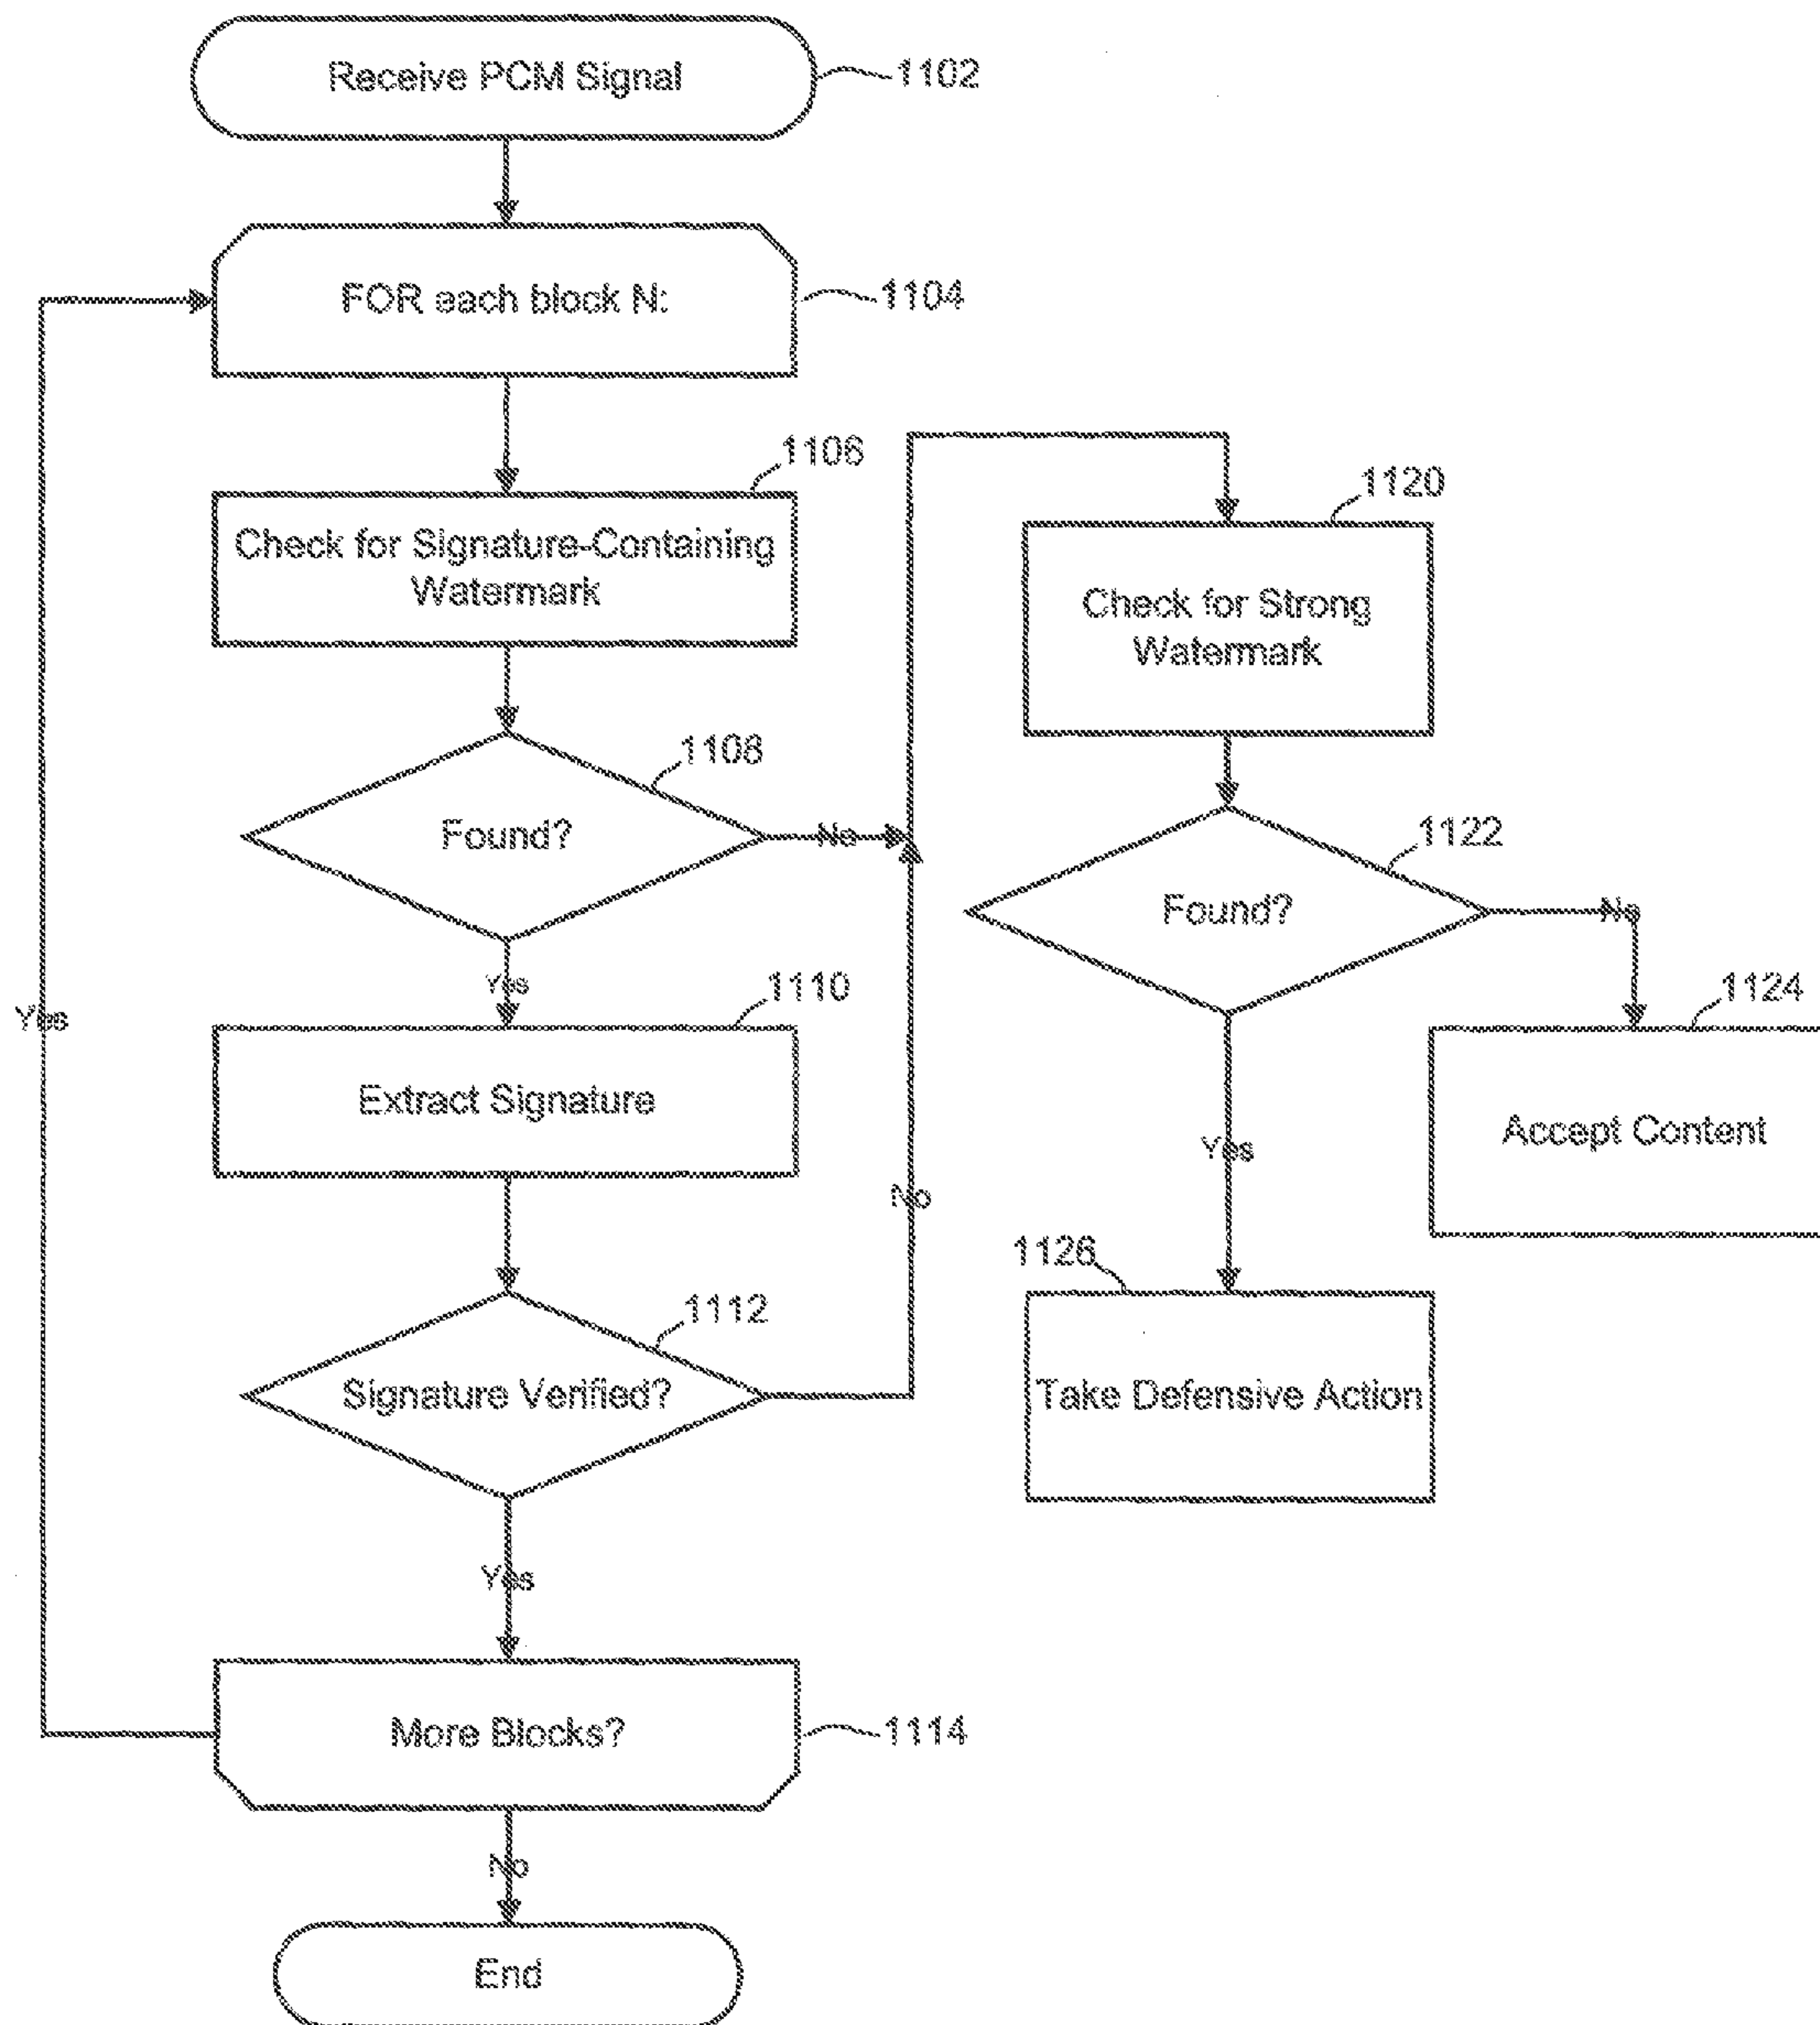 Receive PCM Signal
1102
FOR each block N:
1104
1106
Check for Signature-Containing
Watermark
1108
Found?
No
Yes
1110
Extract Signature
1112
Signature Verified?
No
Yes
More Blocks?
1114
Yes
No
End
1120
Check for Strong
Watermark
1122
Found?
No
1124
Accept Content
Yes
1126
Take Defensive Action